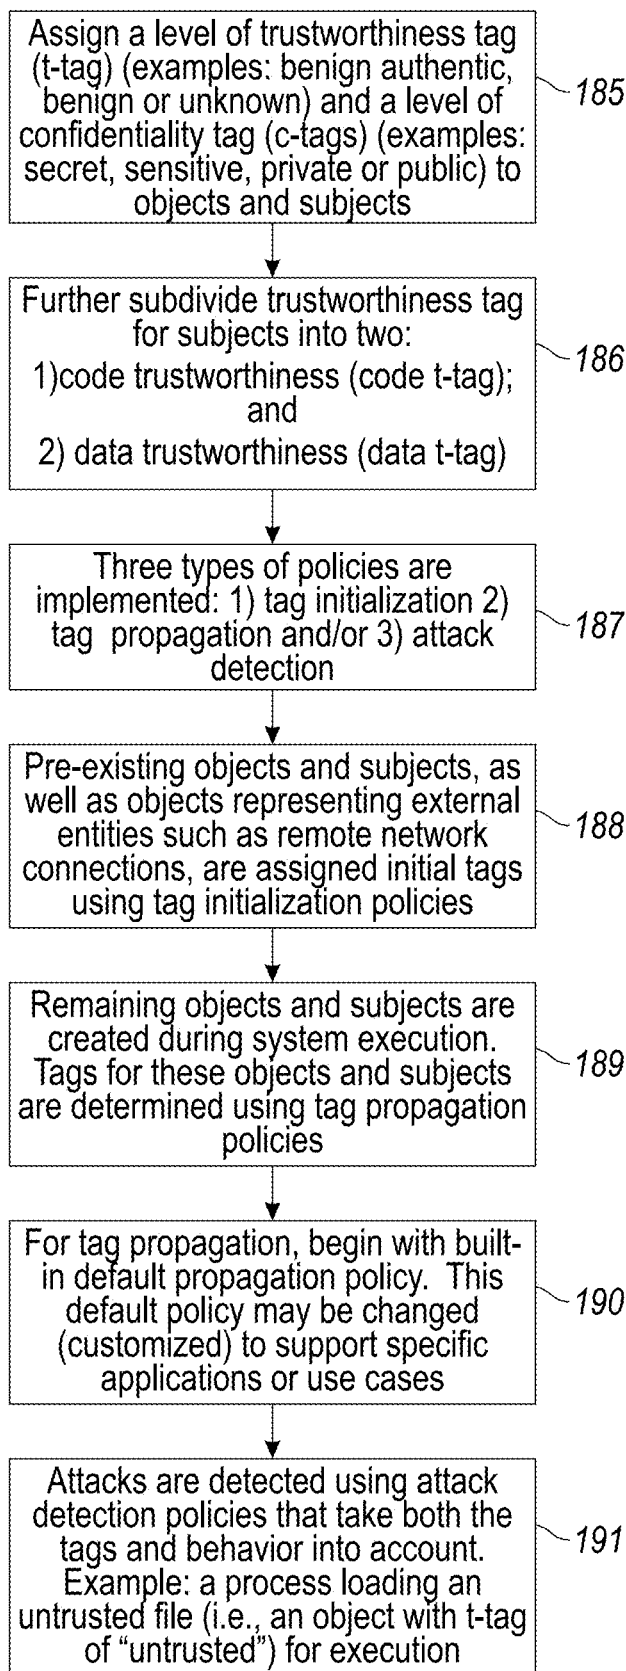 Assign a level of trustworthiness tag
(t-tag) (examples: benign authentic,
benign or unknown) and a level of
confidentiality tag (c-tags) (examples:
secret, sensitive, private or public) to
objects and subjects
185
Further subdivide trustworthiness tag
for subjects into two:
1)code trustworthiness (code t-tag);
and
2) data trustworthiness (data t-tag)
186
Three types of policies are
implemented: 1) tag initialization 2)
tag propagation and/or 3) attack
detection
187
Pre-existing objects and subjects, as
well as objects representing external
entities such as remote network
connections, are assigned initial tags
using tag initialization policies
188
Remaining objects and subjects are
created during system execution.
Tags for these objects and subjects
are determined using tag propagation
policies
189
For tag propagation, begin with built-
in default propagation policy. This
default policy may be changed
(customized) to support specific
applications or use cases
190
Attacks are detected using attack
detection policies that take both the
tags and behavior into account.
Example: a process loading an
untrusted file (i.e., an object with t-tag
of “untrusted”) for execution
191